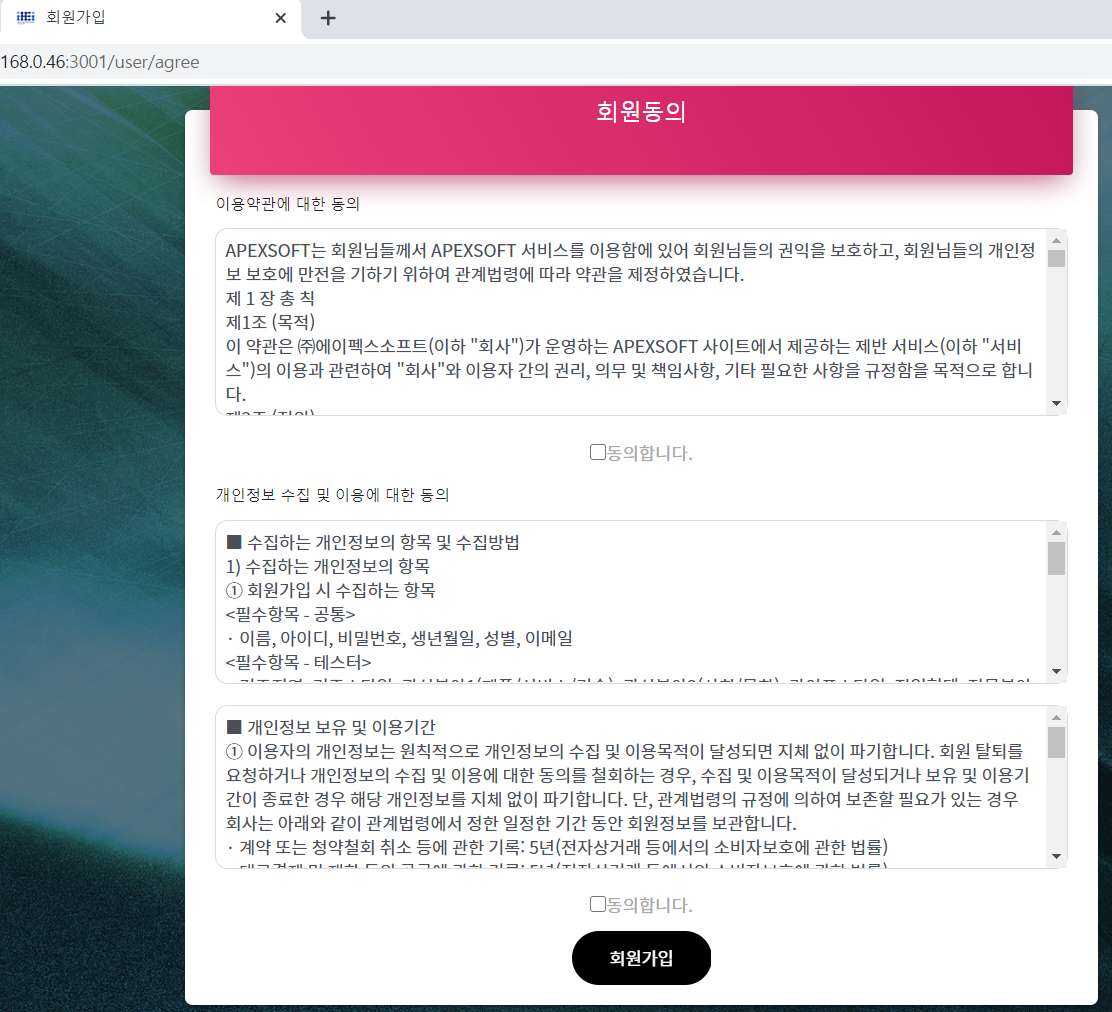 회원가입
168.0.46:3001/user/agree
회원동의
이용약관에 대한 동의
APEXSOFT는 회원님들께서 APEXSOFT 서비스를 이용함에 있어 회원님들의 권익을 보호하고, 회원님들의 개인정
보 보호에 만전을 기하기 위하여 관계법령에 따라 약관을 제정하였습니다.
제 1 장 총 칙
제1조 (목적)
이 약관은 ㈜에이펙스소프트(이하 "회사")가 운영하는 APEXSOFT 사이트에서 제공하는 제반 서비스(이하 "서비
스")의 이용과 관련하여 "회사"와 이용자 간의 권리, 의무 및 책임사항, 기타 필요한 사항을 규정함을 목적으로 합니
다.
동의합니다.
개인정보 수집 및 이용에 대한 동의
■ 수집하는 개인정보의 항목 및 수집방법
1) 수집하는 개인정보의 항목
① 회원가입 시 수집하는 항목
<필수항목 - 공통>
· 이름, 아이디, 비밀번호, 생년월일, 성별, 이메일
<필수항목 - 테스터>
■ 개인정보 보유 및 이용기간
① 이용자의 개인정보는 원칙적으로 개인정보의 수집 및 이용목적이 달성되면 지체 없이 파기합니다. 회원 탈퇴를
요청하거나 개인정보의 수집 및 이용에 대한 동의를 철회하는 경우, 수집 및 이용목적이 달성되거나 보유 및 이용기
간이 종료한 경우 해당 개인정보를 지체 없이 파기합니다. 단, 관계법령의 규정에 의하여 보존할 필요가 있는 경우
회사는 아래와 같이 관계법령에서 정한 일정한 기간 동안 회원정보를 보관합니다.
· 계약 또는 청약철회 취소 등에 관한 기록: 5년(전자상거래 등에서의 소비자보호에 관한 법률)
동의합니다.
회원가입